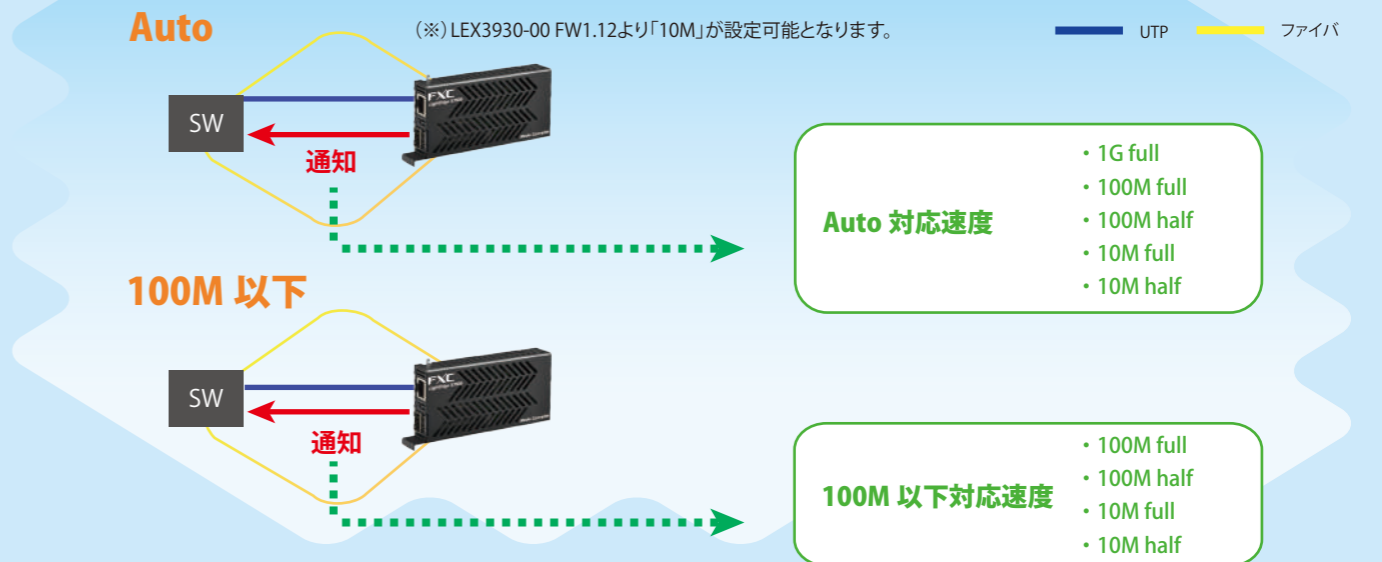 Auto
(※)LEX3930-00 FW1.12より「10M」が設定可能となります。
UTP
ファイバ
SW
FXC
通知
Auto 対応速度
・1G full
・100M full
・100M half
・10M full
・10M half
100M 以下
SW
FXC
通知
100M 以下対応速度
・100M full
・100M half
・10M full
・10M half